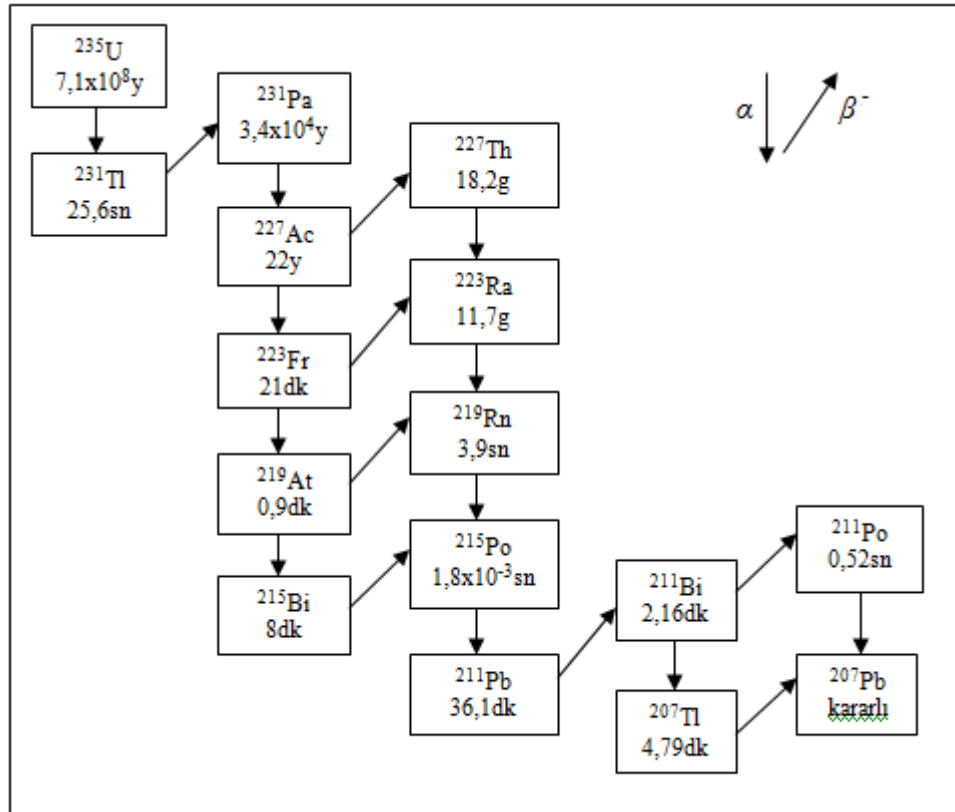 ²³⁵U
7,1x10⁸y
²³¹Tl
25,6sn
²³¹Pa
3,4x10⁴y
²²⁷Ac
22y
²²³Fr
21dk
²¹⁹At
0,9dk
²¹⁵Bi
8dk
²²⁷Th
18,2g
²²³Ra
11,7g
²¹⁹Rn
3,9sn
²¹⁵Po
1,8x10⁻³sn
²¹¹Pb
36,1dk
²¹¹Bi
2,16dk
²⁰⁷Tl
4,79dk
²¹¹Po
0,52sn
²⁰⁷Pb
kararlı
α
β⁻